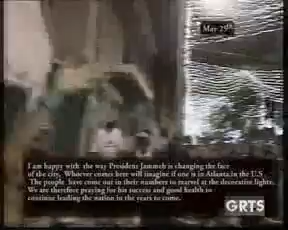 May 25th
I am happy with the way President Jammeh is changing the face
of the city, Whoever comes here will imagine if one is in Atlanta,in the U.S
The people have come out in their numbers to marvel at the decorative lights.
We are therefore praying for his success and good health to
continue leading the nation in the years to come.
GRTS